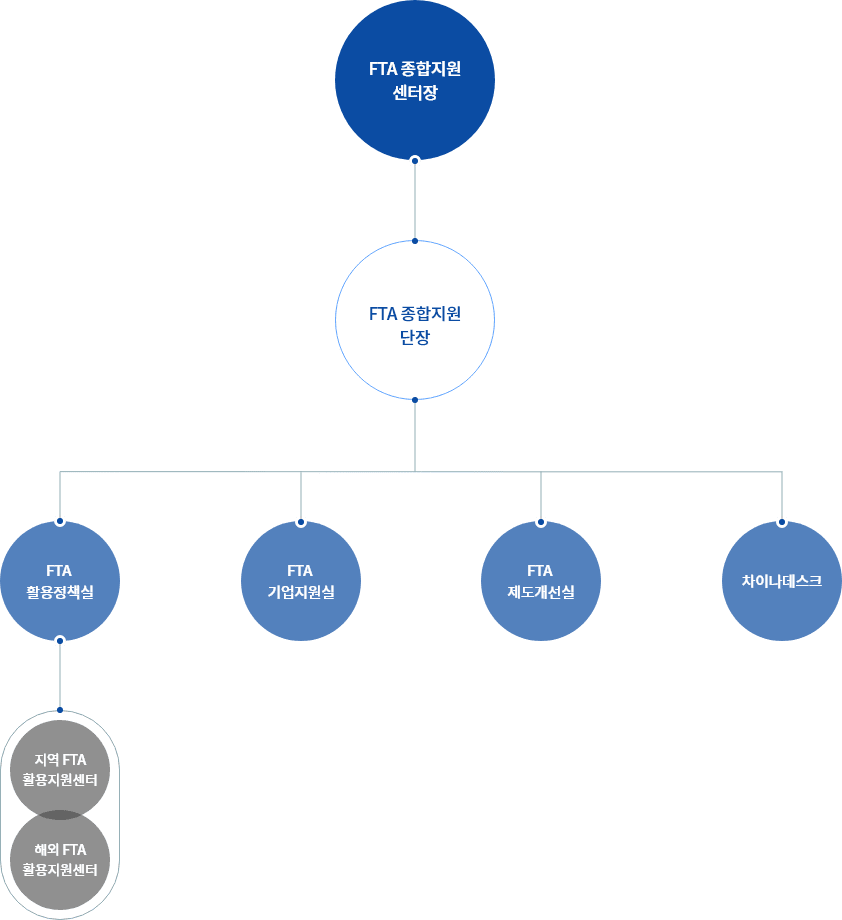 FTA 종합지원
센터장
FTA 종합지원
단장
FTA
활용정책실
FTA
기업지원실
FTA
제도개선실
차이나데스크
지역 FTA
활용지원센터
해외 FTA
활용지원센터